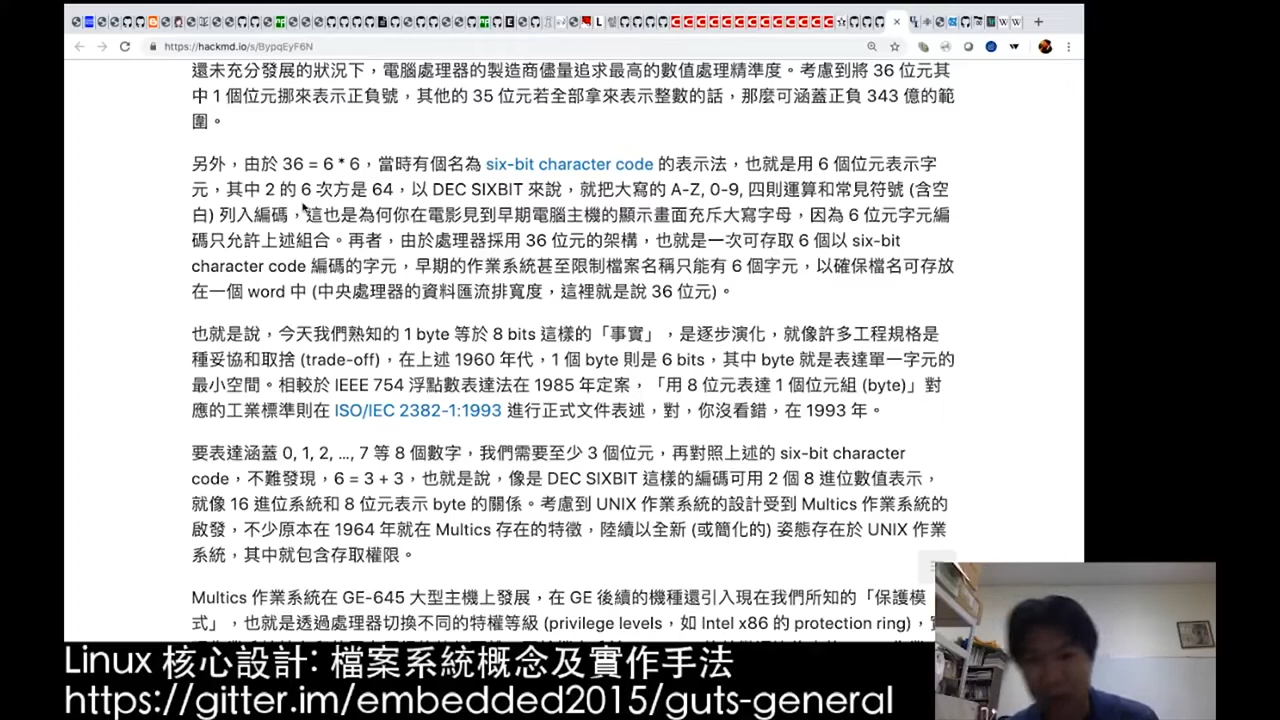 https://hackmd.io/s/BypqEyF6N
還未充分發展的狀況下，電腦處理器的製造商儘量追求最高的數值處理精準度。考慮到將 36 位元其
中 1 個位元挪來表示正負號，其他的 35 位元若全部拿來表示整數的話，那麼可涵蓋正負 343 億的範
圍。
另外，由於 36 = 6 * 6，當時有個名為 six-bit character code 的表示法，也就是用 6 個位元表示字
元，其中 2 的 6 次方是 64，以 DEC SIXBIT 來說，就把大寫的 A-Z, 0-9, 四則運算和常見符號 (含空
白) 列入編碼，這也是為何你在電影見到早期電腦主機的顯示畫面充斥大寫字母，因為 6 位元字元編
碼只允許上述組合。再者，由於處理器採用 36 位元的架構，也就是一次可存取 6 個以 six-bit
character code 編碼的字元，早期的作業系統甚至限制檔案名稱只能有 6 個字元，以確保檔名可存放
在一個 word 中 (中央處理器的資料匯流排寬度，這裡就是說 36 位元)。
也就是說，今天我們熟知的 1 byte 等於 8 bits 這樣的「事實」，是逐步演化，就像許多工程規格是
種妥協和取捨 (trade-off)，在上述 1960 年代，1 個 byte 則是 6 bits，其中 byte 就是表達單一字元的
最小空間。相較於 IEEE 754 浮點數表達法在 1985 年定案，「用 8 位元表達 1 個位元組 (byte)」對
應的工業標準則在 ISO/IEC 2382-1:1993 進行正式文件表述，對，你沒看錯，在 1993 年。
要表達涵蓋 0, 1, 2, ..., 7 等 8 個數字，我們需要至少 3 個位元，再對照上述的 six-bit character
code，不難發現，6 = 3 + 3，也就是說，像是 DEC SIXBIT 這樣的編碼可用 2 個 8 進位數值表示，
就像 16 進位系統和 8 位元表示 byte 的關係。考慮到 UNIX 作業系統的設計受到 Multics 作業系統的
啟發，不少原本在 1964 年就在 Multics 存在的特徵，陸續以全新 (或簡化的) 姿態存在於 UNIX 作業
系統，其中就包含存取權限。
Multics 作業系統在 GE-645 大型主機上發展，在 GE 後續的機種還引入現在我們所知的「保護模
式」，也就是透過處理器切換不同的特權等級 (privilege levels，如 Intel x86 的 protection ring)，
Linux 核心設計: 檔案系統概念及實作手法
https://gitter.im/embedded2015/guts-general